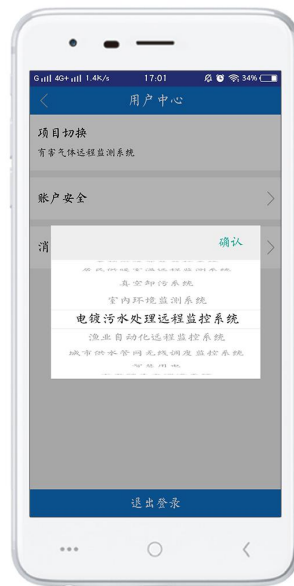 G 4G+ 1.4K/s 17:01 34%
用户中心
项目切换
有害气体远程监测系统
账户安全
消
确认
真空卸污系统
室内环境监测系统
电镀污水处理远程监控系统
渔业自动化远程监控系统
城市供水管网无线调度监控系统
退出登录